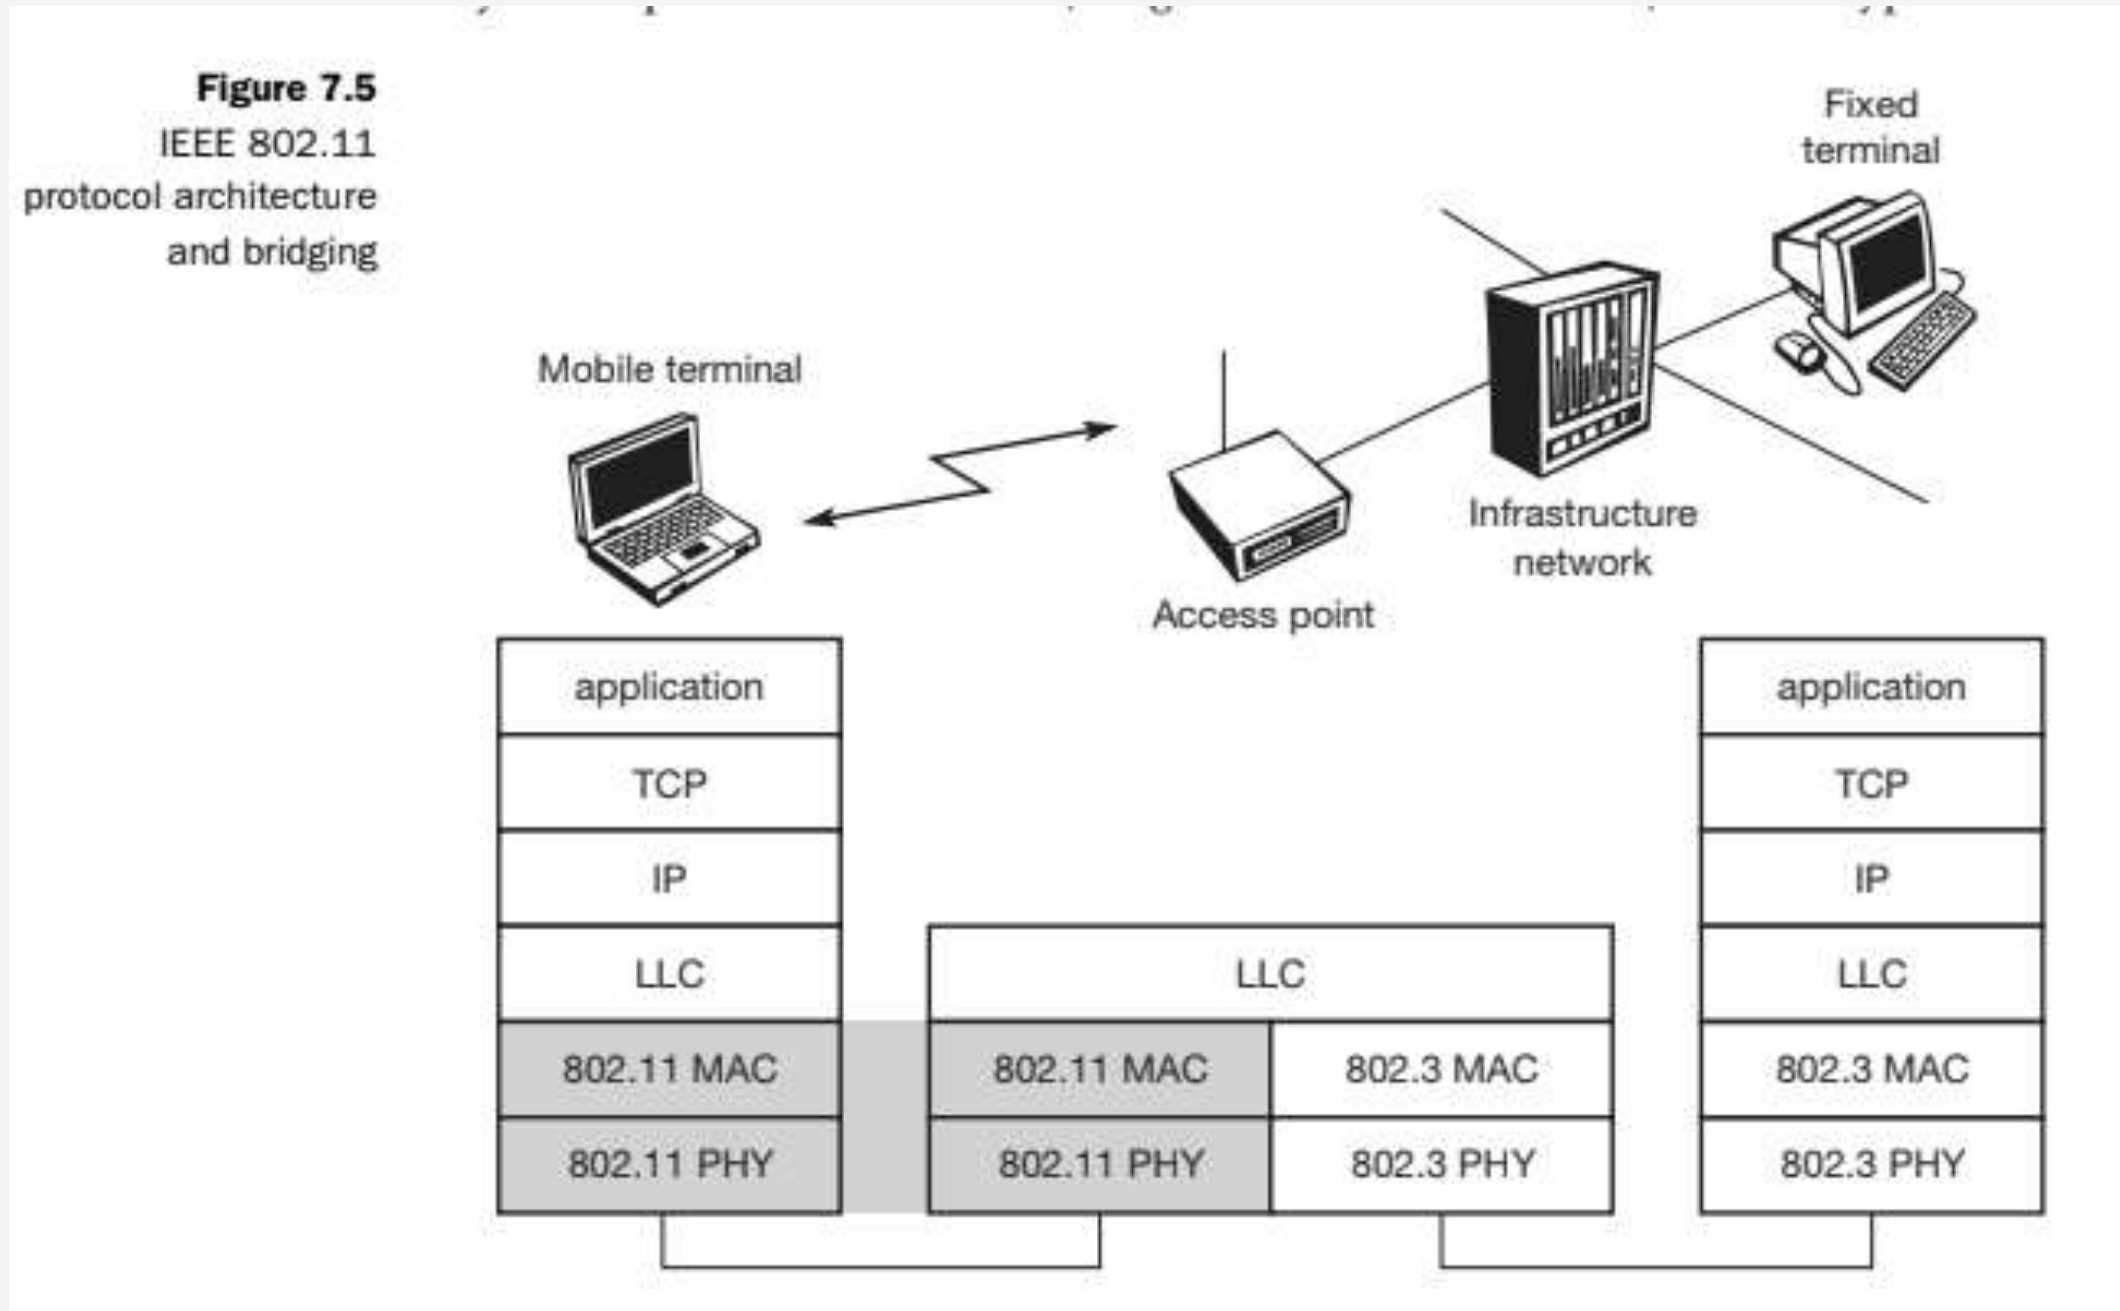 Figure 7.5
IEEE 802.11
protocol architecture
and bridging
Fixed
terminal
Mobile terminal
Infrastructure
network
Access point
application
TCP
IP
LLC
802.11 MAC
802.11 PHY
LLC
802.11 MAC
802.3 MAC
802.11 PHY
802.3 PHY
application
TCP
IP
LLC
802.3 MAC
802.3 PHY